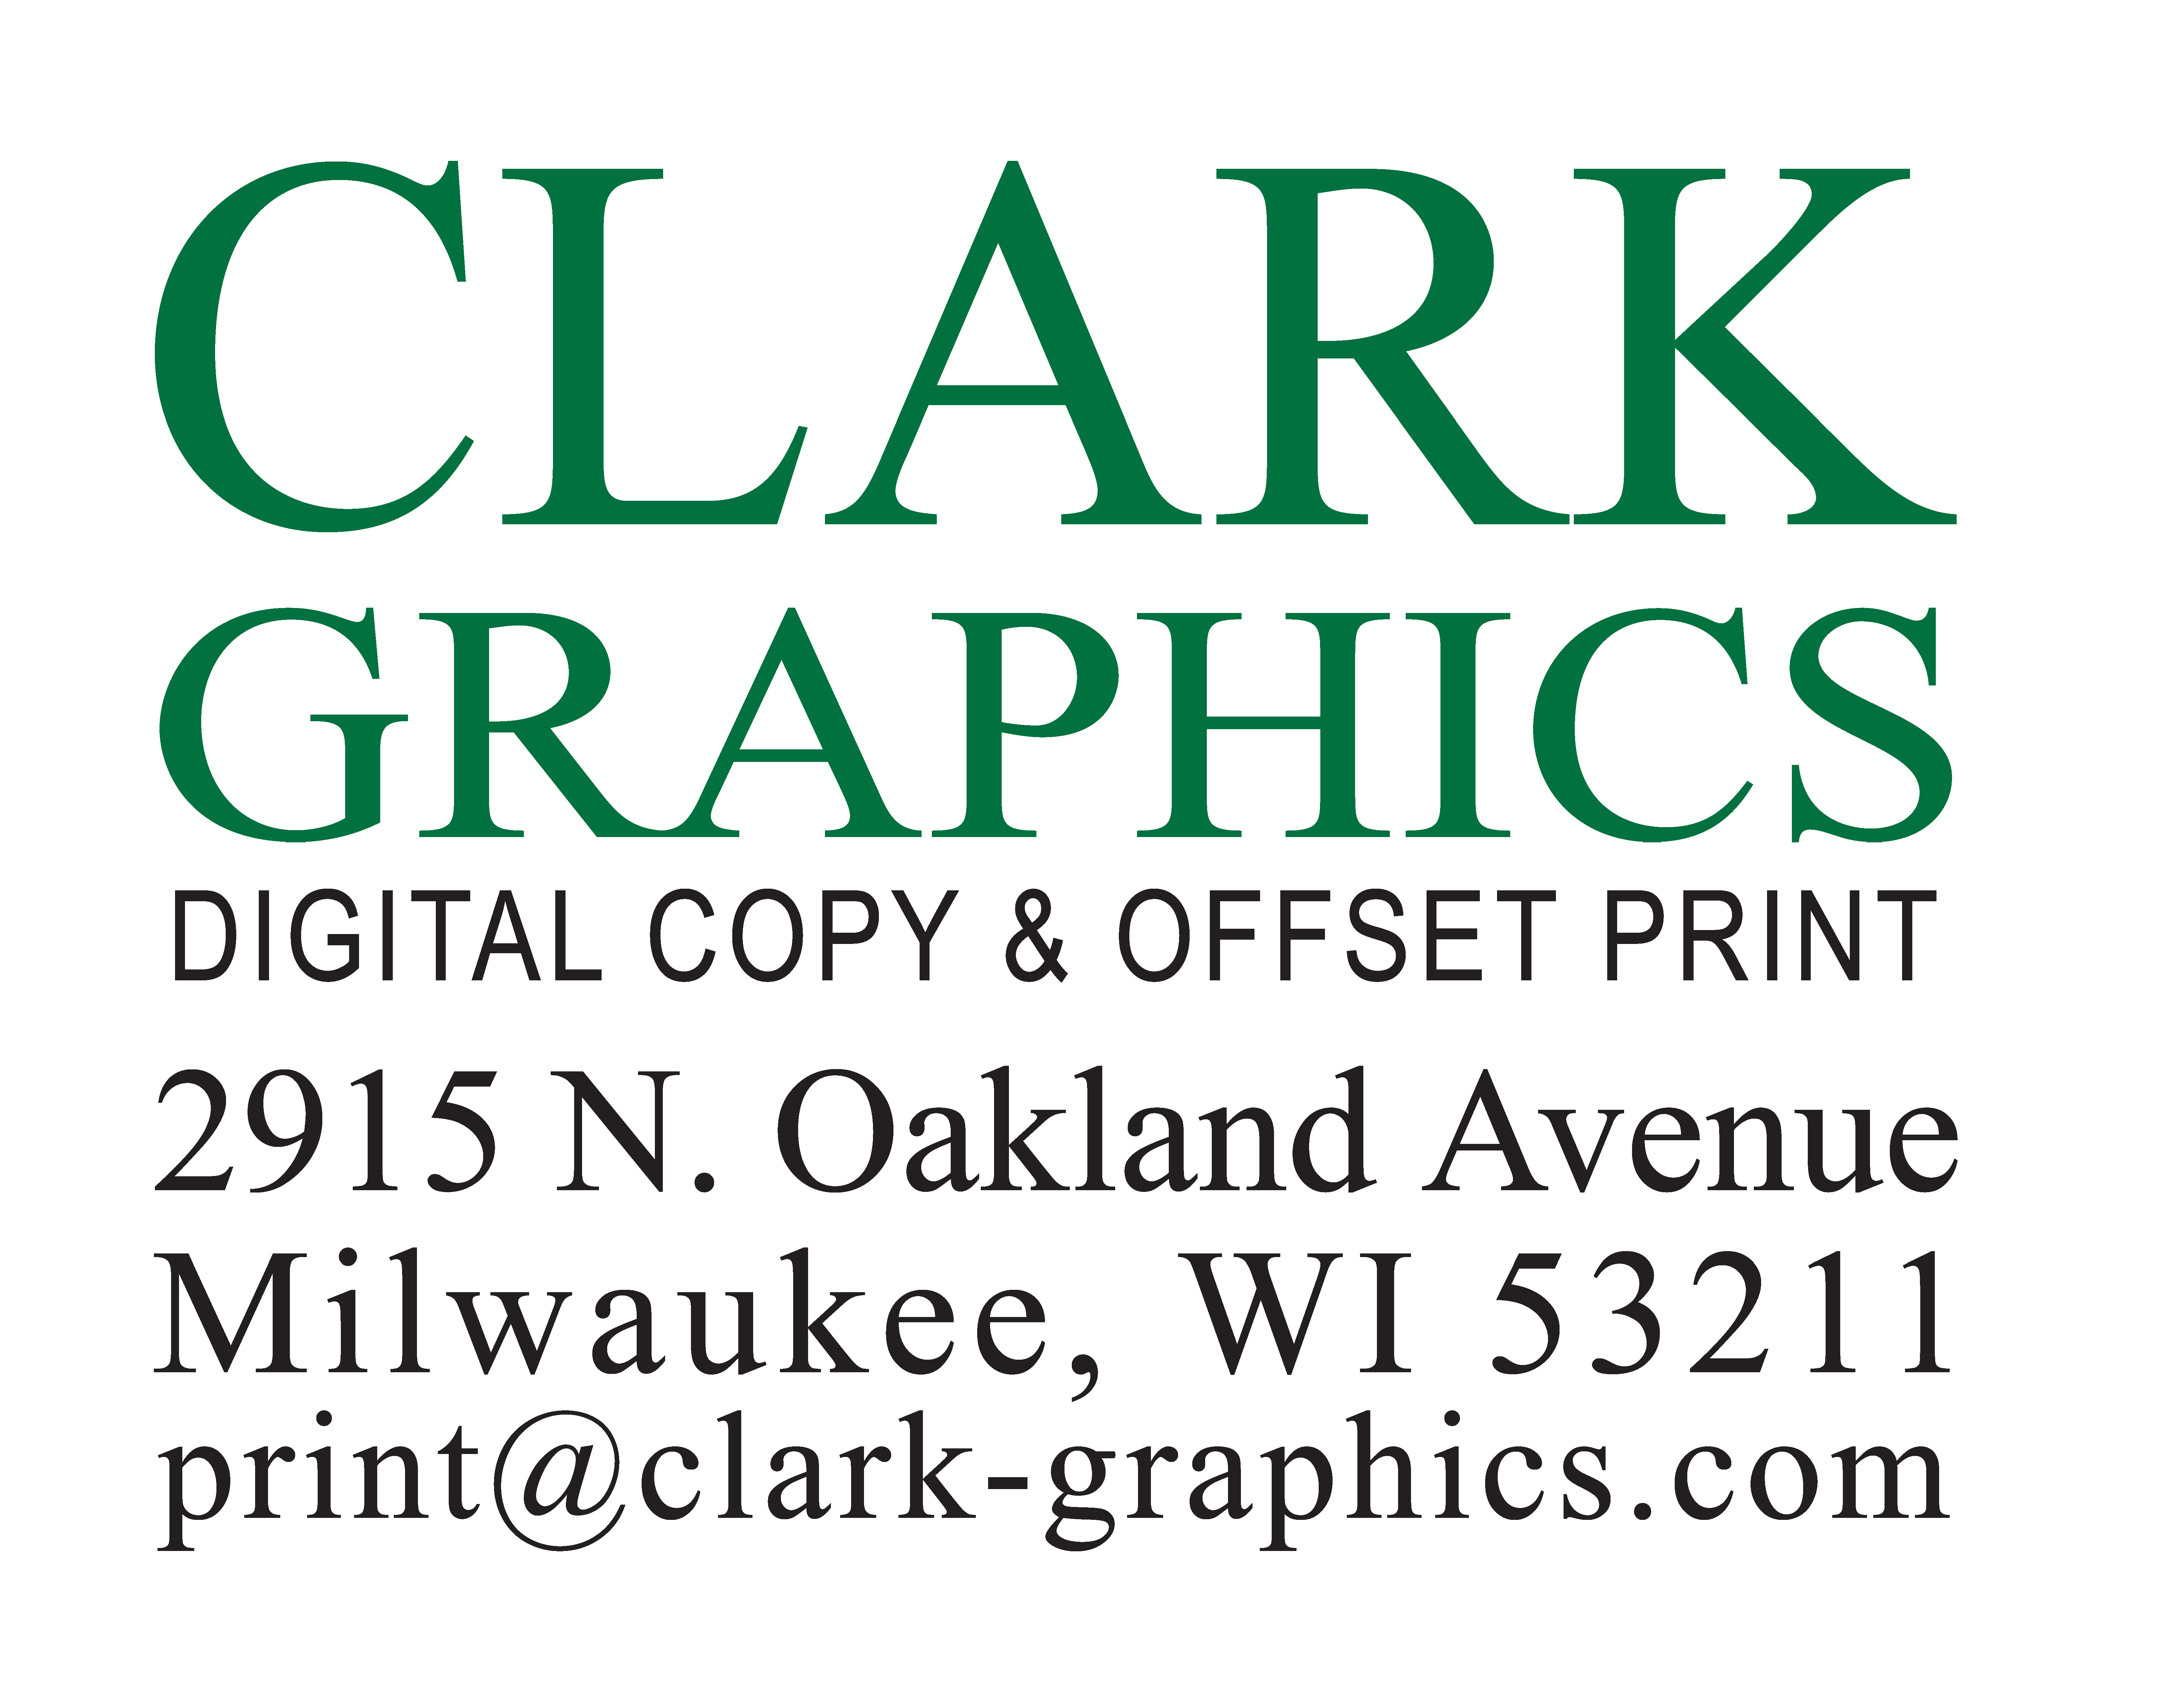 CLARK
GRAPHICS
DIGITAL COPY & OFFSET PRINT
2915 N. Oakland Avenue
Milwaukee, WI 53211
print@clark-graphics.com